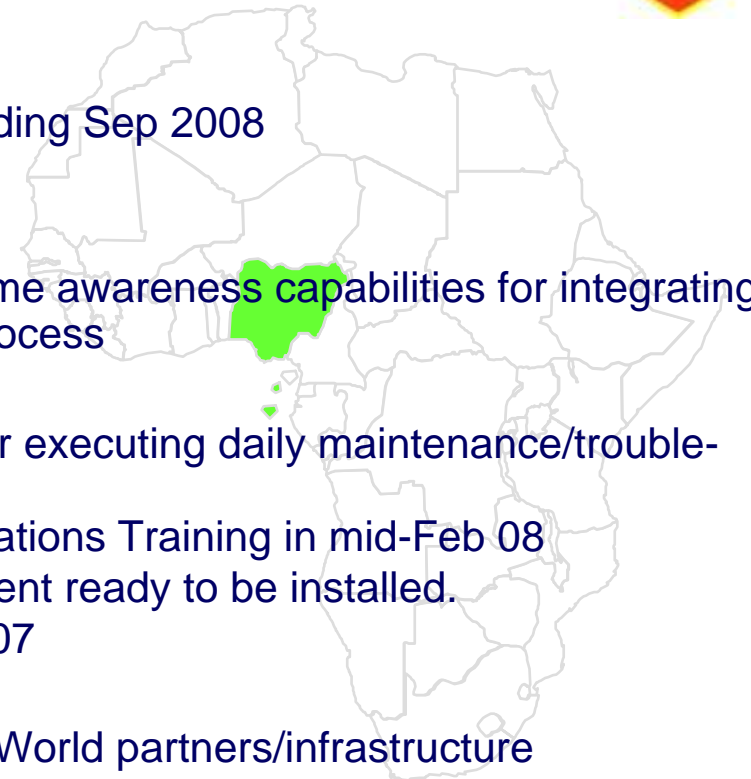 ding Sep 2008
me awareness capabilities for integrating
ocess
r executing daily maintenance/trouble-
ations Training in mid-Feb 08
ent ready to be installed.
07
World partners/infrastructure